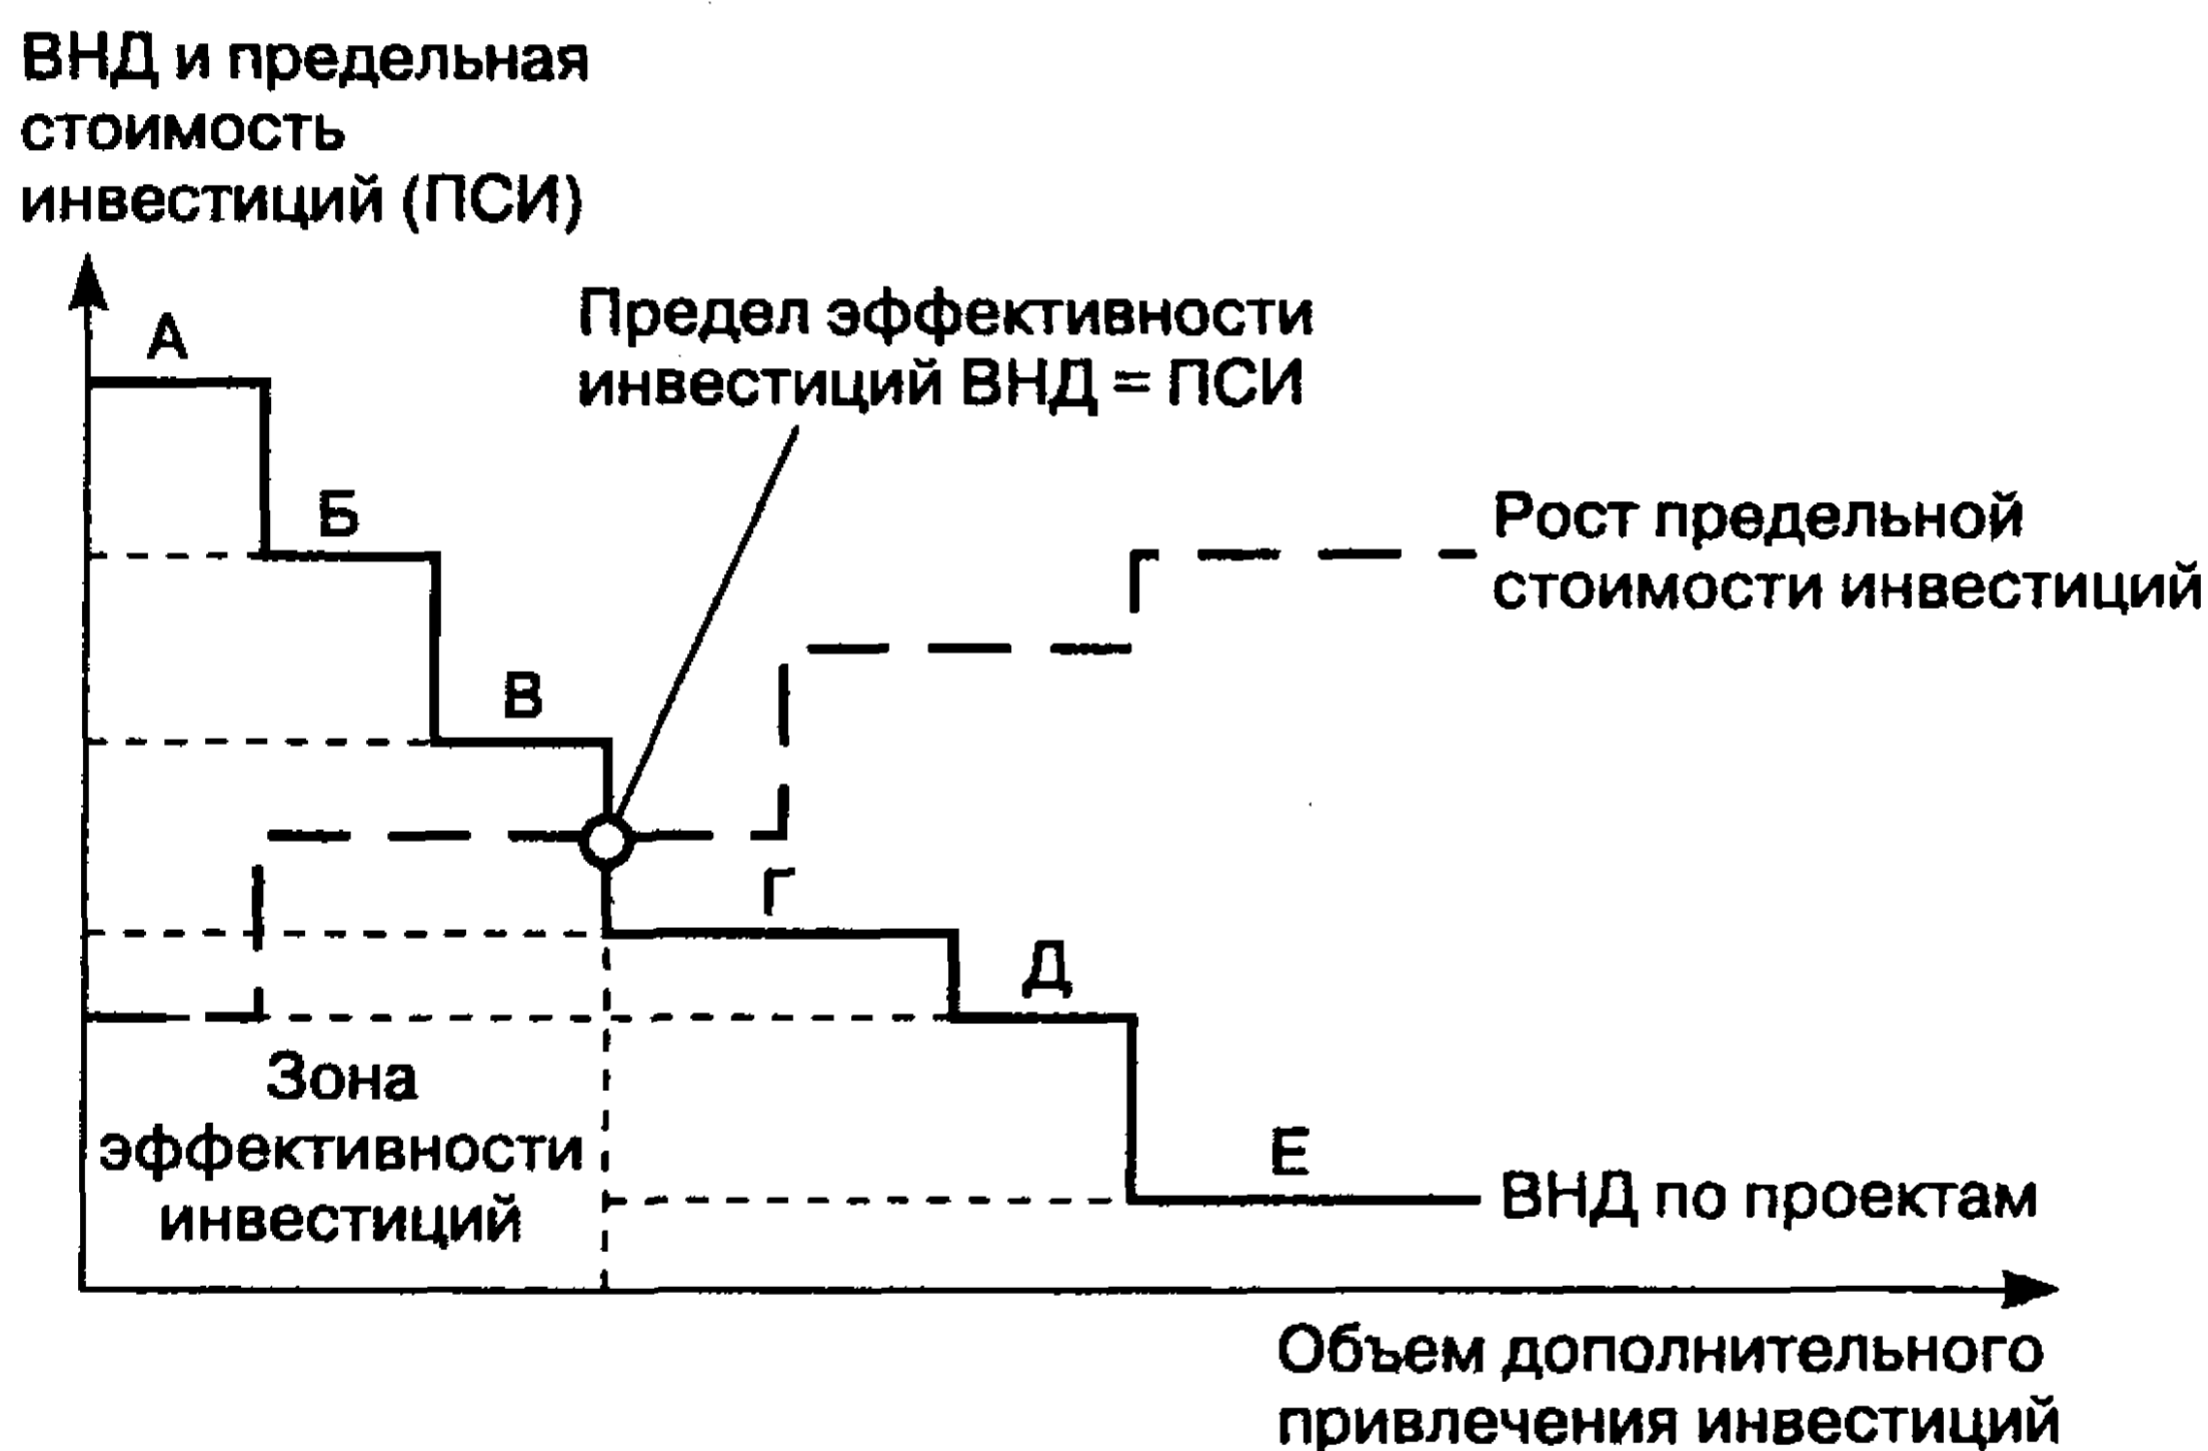 ВНД и предельная
стоимость
инвестиций (ПСИ)
А
Предел эффективности
инвестиций ВНД = ПСИ
Б
Рост предельной
стоимости инвестиций
В
Д
Зона
эффективности
инвестиций
Е
ВНД по проектам
Объем дополнительного
привлечения инвестиций